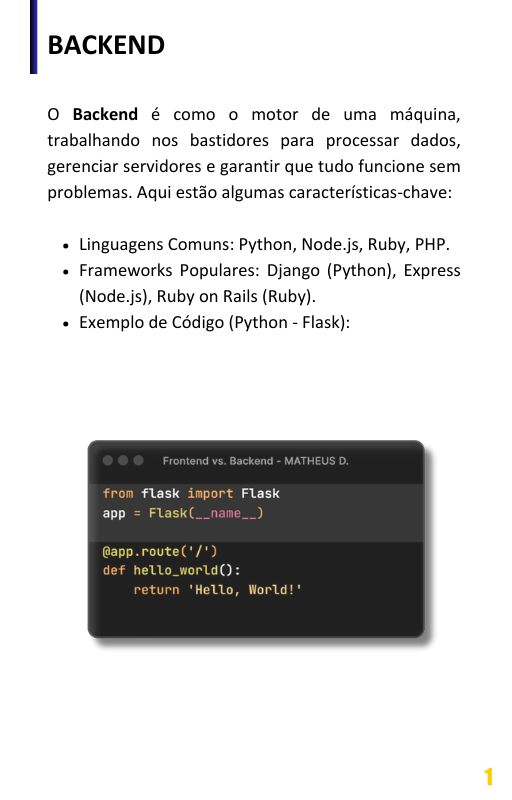 BACKEND
O Backend é como o motor de uma máquina,
trabalhando nos bastidores para processar dados,
gerenciar servidores e garantir que tudo funcione sem
problemas. Aqui estão algumas características-chave:
• Linguagens Comuns: Python, Node.js, Ruby, PHP.
• Frameworks Populares: Django (Python), Express
(Node.js), Ruby on Rails (Ruby).
• Exemplo de Código (Python - Flask):
Frontend vs. Backend - MATHEUS D.
from flask import Flask
app = Flask(__name__)
@app.route('/')
def hello_world():
    return 'Hello, World!'
1